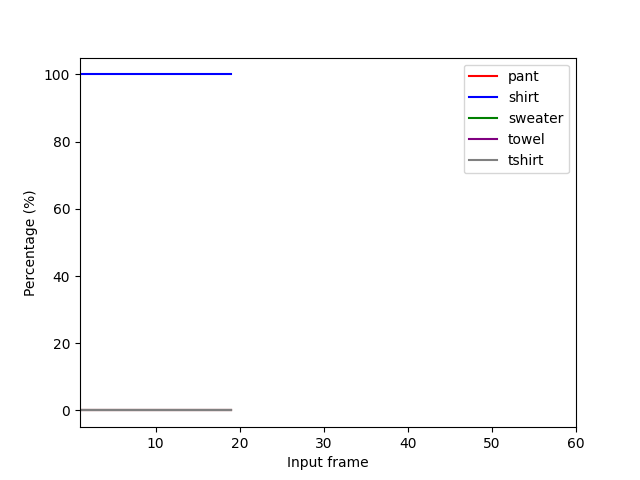 100
80
60
40
20
0
Percentage (%)
pant
shirt
sweater
towel
tshirt
10 20 30 40 50 60
Input frame